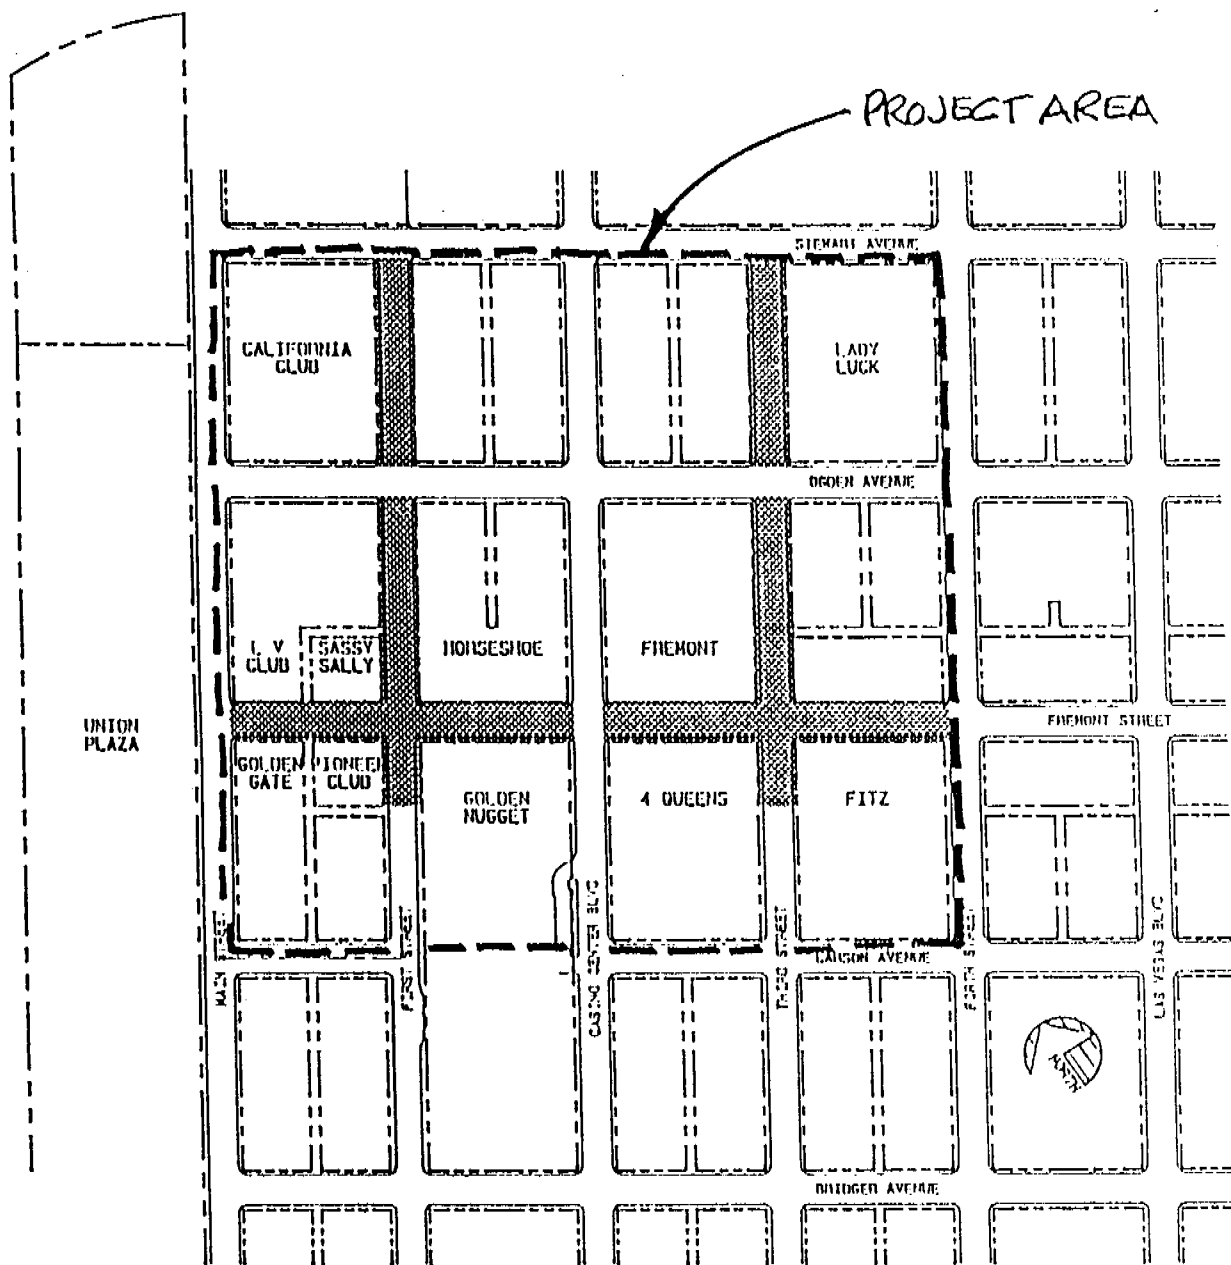 PROJECT AREA
STEWART AVENUE
CALIFORNIA
CLUB
LADY
LUCK
OGDEN AVENUE
L V
CLUB
SASSY
SALLY
HORSESHOE
FREMONT
UNION
PLAZA
FREMONT STREET
GOLDEN
GATE
PIONEER
CLUB
GOLDEN
NUGGET
4 QUEENS
FITZ
MAIN STREET
FIRST STREET
CASINO CENTER BLVD
THIRD STREET
FORTH STREET
LAS VEGAS BLVD
CARSON AVENUE
BRIDGER AVENUE